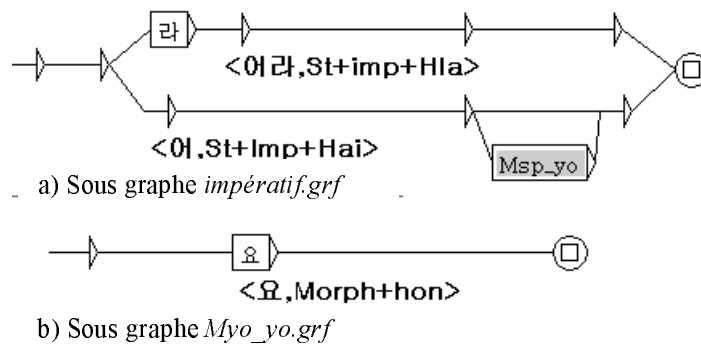 라
<어라,St+imp+Hla>
<어,St+Imp+Hai>
Msp_yo
a) Sous graphe impératif.grf
요
<요,Morph+hon>
b) Sous graphe Myo_yo.grf